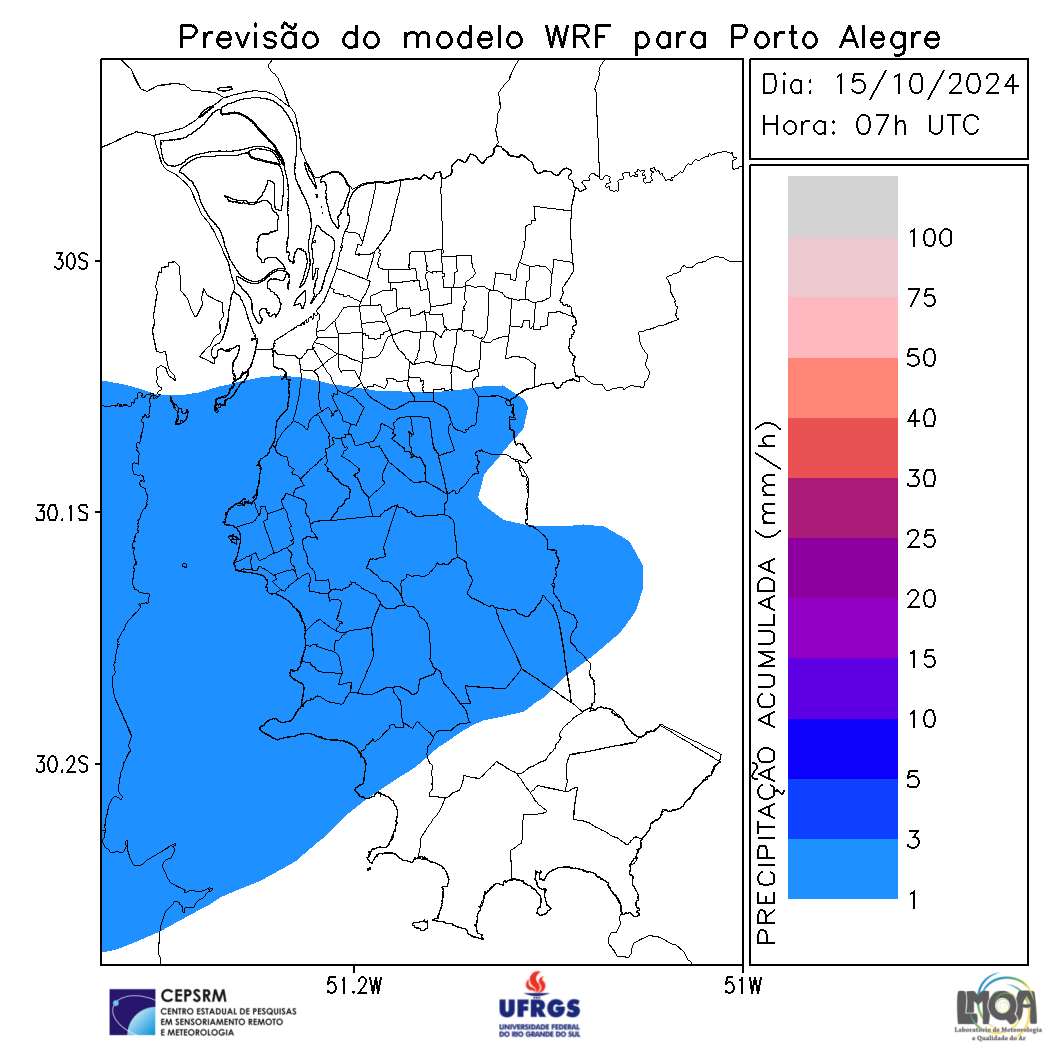 Previsão do modelo WRF para Porto Alegre
Dia: 15/10/2024
Hora: 07h UTC
30S
30.1S
30.2S
51.2W
51W
PRECIPITAÇÃO ACUMULADA (mm/h)
100
75
50
40
30
25
20
15
10
5
3
1
CEPSRM
CENTRO ESTADUAL DE PESQUISAS
EM SENSORIAMENTO REMOTO
E METEOROLOGIA
UFRGS
UNIVERSIDADE FEDERAL
DO RIO GRANDE DO SUL
LMQA
Laboratório de Meteorologia
e Qualidade do Ar